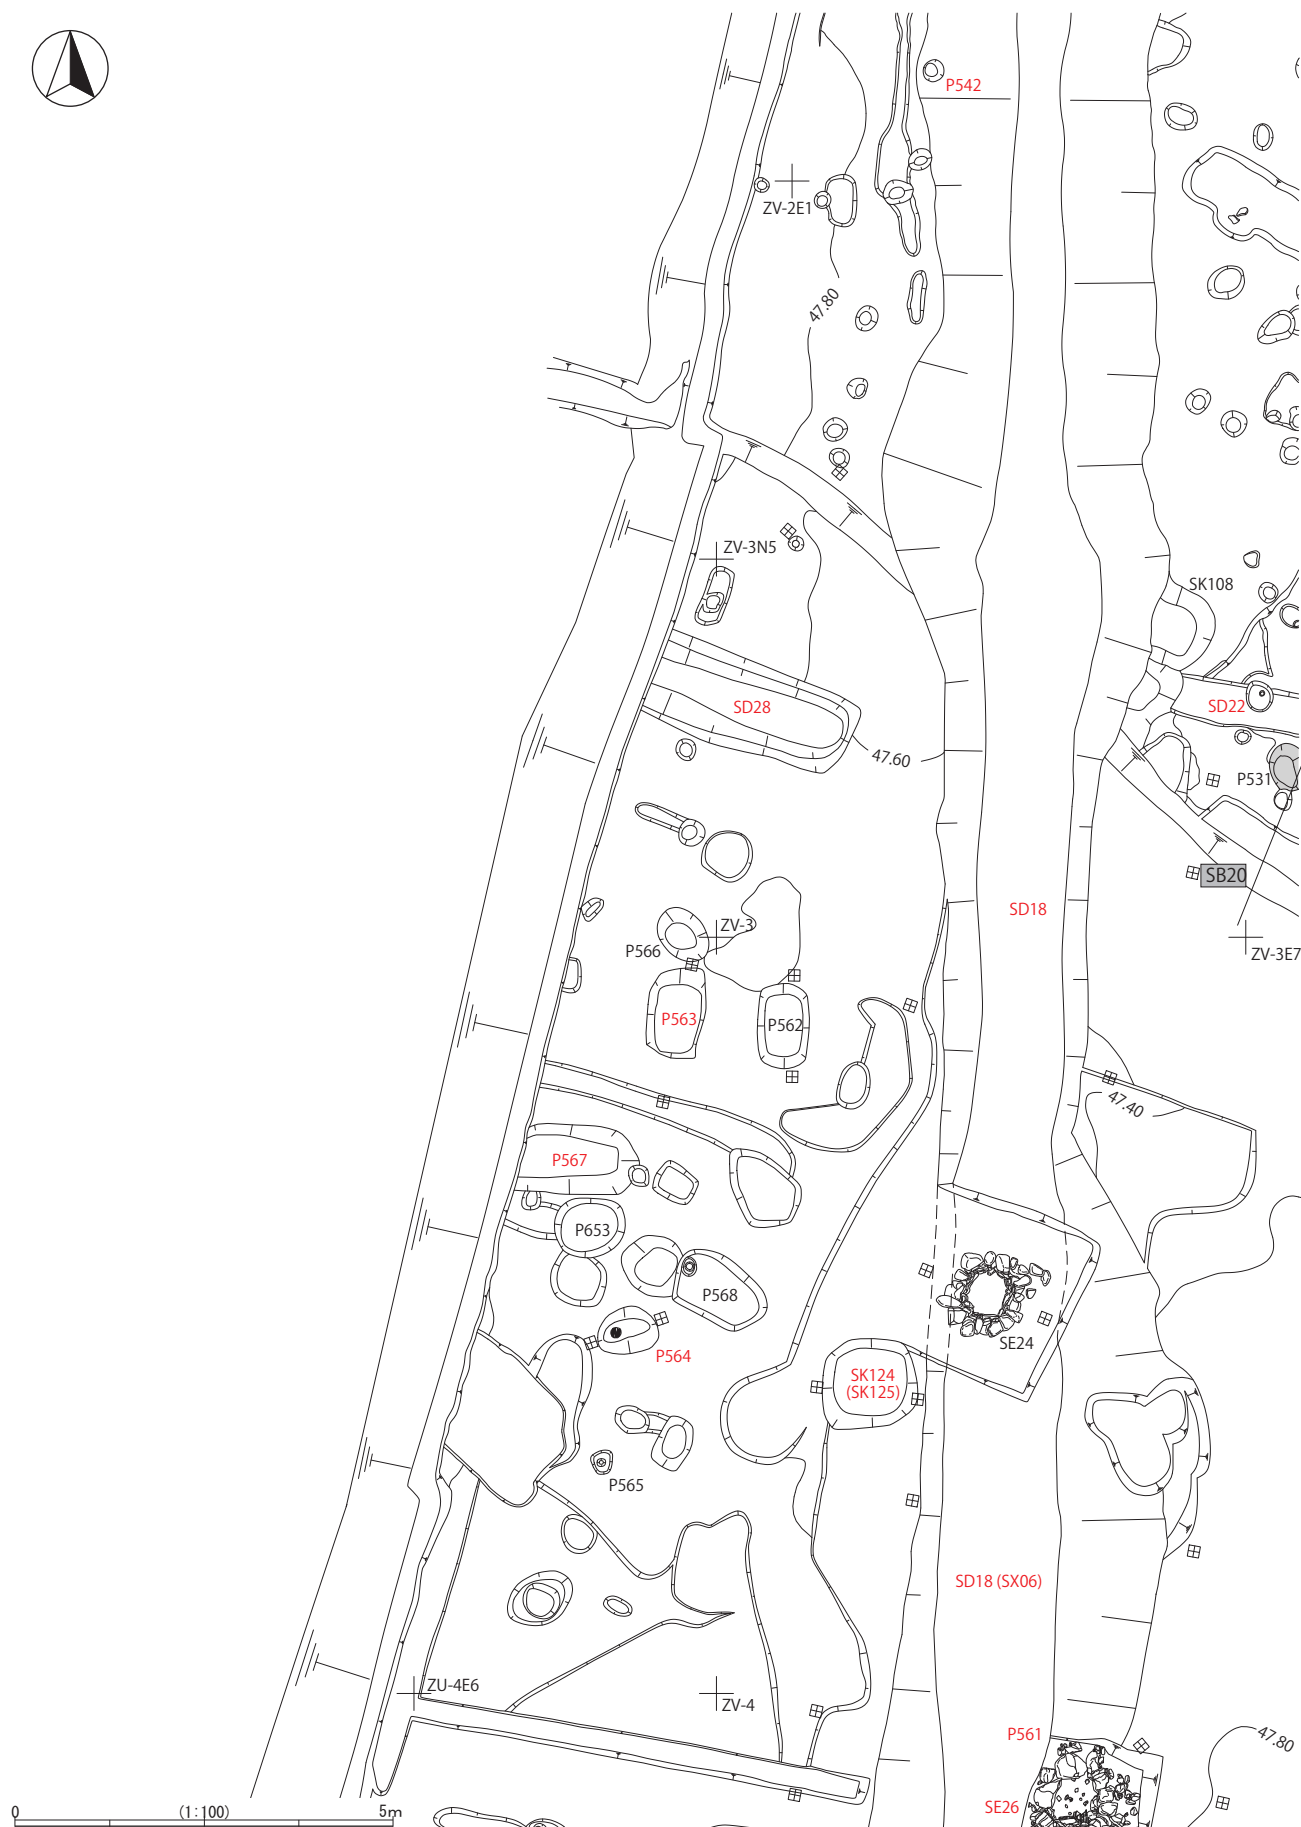 P542
ZV-2E1
47.80
ZV-3N5
SK108
SD28
SD22
47.60
P531
SB20
SD18
ZV-3
P566
ZV-3E7
P563
P562
47.40
P567
P653
P568
SE24
P564
SK124
(SK125)
P565
SD18 (SX06)
ZU-4E6
ZV-4
P561
47.80
SE26
0 (1:100) 5m